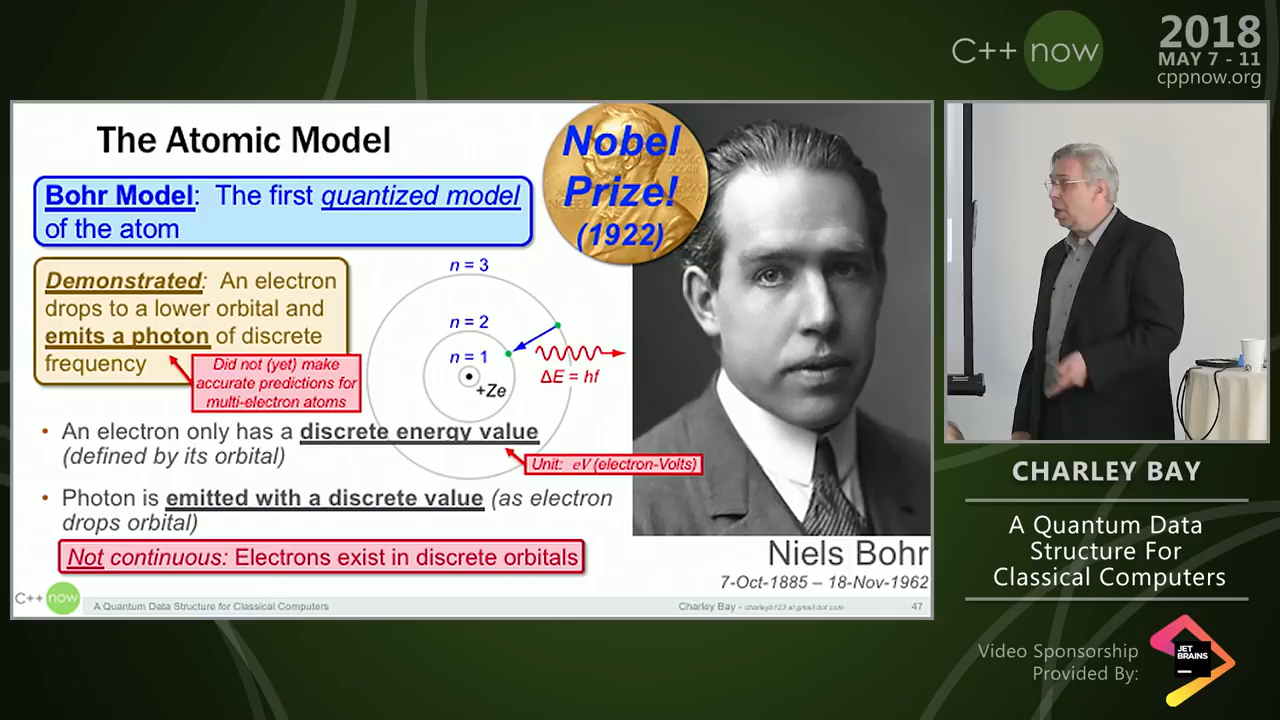 C++ now
2018
MAY 7 - 11
cppnow.org
The Atomic Model
Nobel
Prize!
(1922)
Bohr Model: The first quantized model
of the atom
Demonstrated: An electron
drops to a lower orbital and
emits a photon of discrete
frequency
Did not (yet) make
accurate predictions for
multi-electron atoms
n = 3
n = 2
n = 1
+Ze
ΔE = hf
• An electron only has a discrete energy value
(defined by its orbital)
Unit: eV (electron-Volts)
• Photon is emitted with a discrete value (as electron
drops orbital)
Not continuous: Electrons exist in discrete orbitals
Niels Bohr
7-Oct-1885 – 18-Nov-1962
C++ now
A Quantum Data Structure for Classical Computers
Charley Bay - charleyb123 at gmail dot com
47
CHARLEY BAY
A Quantum Data
Structure For
Classical Computers
Video Sponsorship
Provided By:
JET
BRAINS